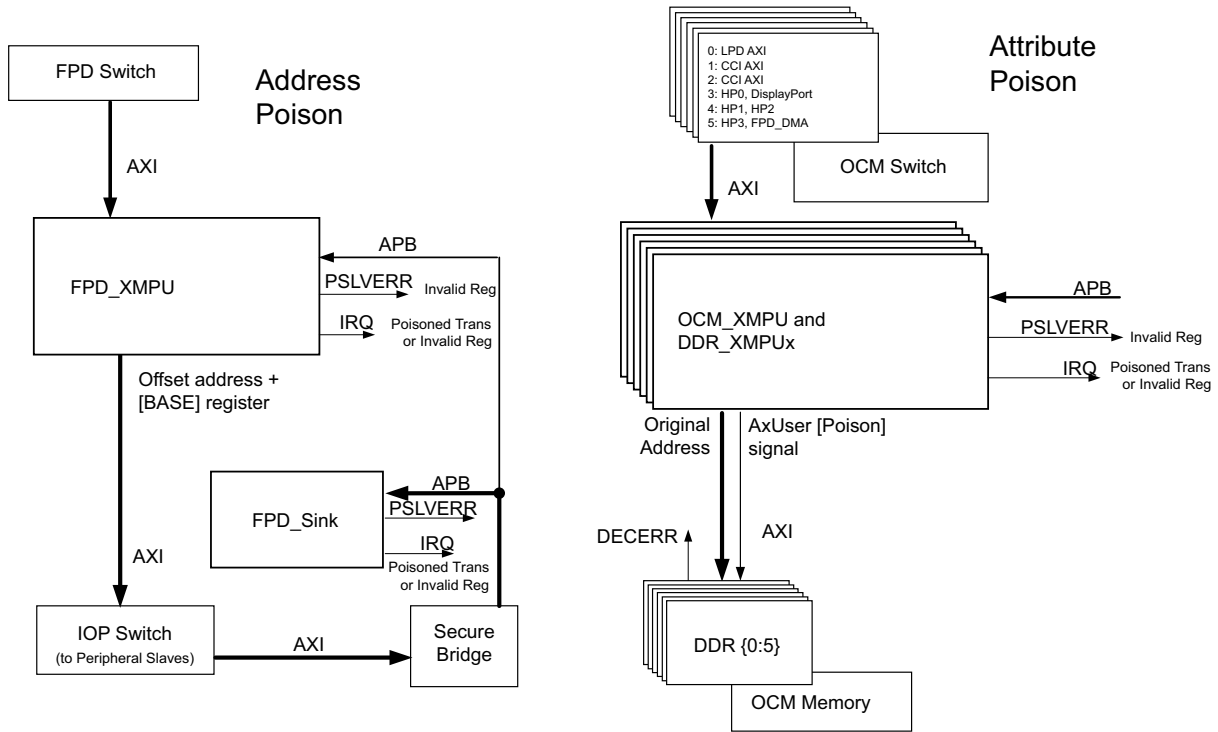 FPD Switch
Address
Poison
AXI
FPD_XMPU
APB
PSLVERR
Invalid Reg
IRQ
Poisoned Trans
or Invalid Reg
Offset address +
[BASE] register
APB
FPD_Sink
PSLVERR
IRQ
Poisoned Trans
or Invalid Reg
AXI
IOP Switch
(to Peripheral Slaves)
AXI
Secure
Bridge
Attribute
Poison
0: LPD AXI
1: CCI AXI
2: CCI AXI
3: HP0, DisplayPort
4: HP1, HP2
5: HP3, FPD_DMA
OCM Switch
AXI
OCM_XMPU and
DDR_XMPUx
APB
PSLVERR
Invalid Reg
IRQ
Poisoned Trans
or Invalid Reg
Original
Address
AxUser [Poison]
signal
DECERR
AXI
DDR {0:5}
OCM Memory